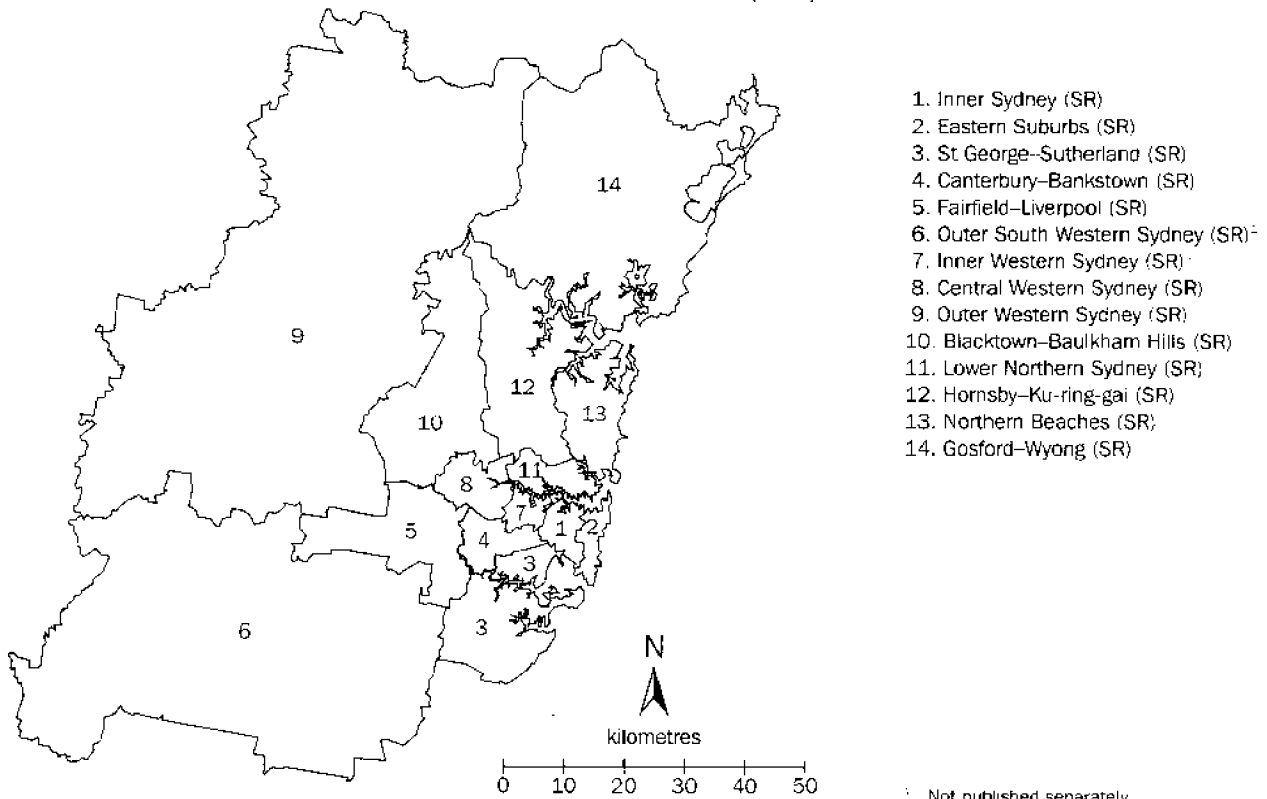 14
9
12
13
10
11
8
7
5
1
2
4
3
3
6
N
kilometres
0 10 20 30 40 50
1. Inner Sydney (SR)
2. Eastern Suburbs (SR)
3. St George--Sutherland (SR)
4. Canterbury–Bankstown (SR)
5. Fairfield–Liverpool (SR)
6. Outer South Western Sydney (SR)
7. Inner Western Sydney (SR)
8. Central Western Sydney (SR)
9. Outer Western Sydney (SR)
10. Blacktown–Baulkham Hills (SR)
11. Lower Northern Sydney (SR)
12. Hornsby–Ku-ring-gai (SR)
13. Northern Beaches (SR)
14. Gosford–Wyong (SR)
Not published separately